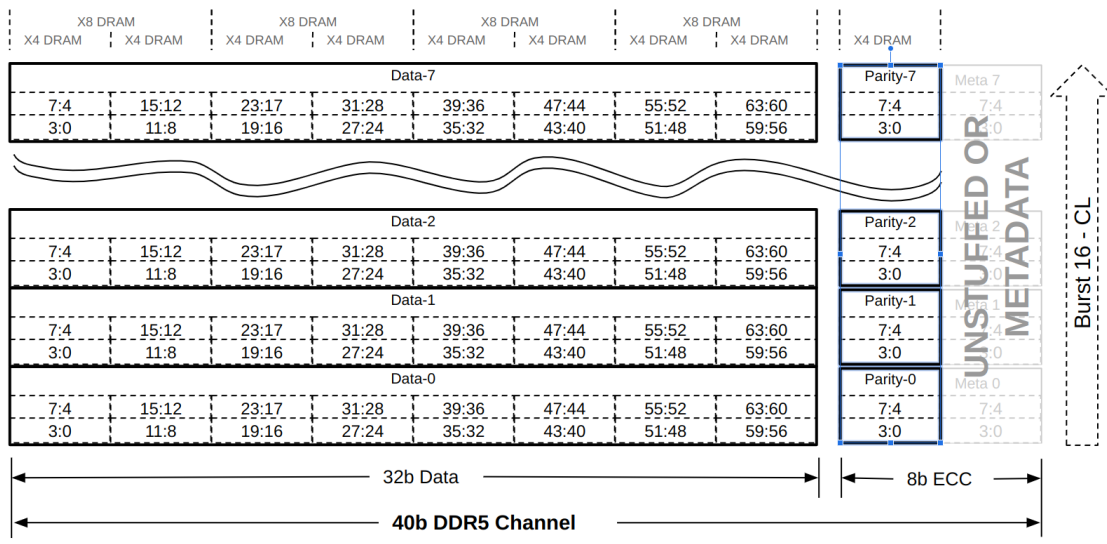 X8 DRAM X8 DRAM X8 DRAM X8 DRAM
X4 DRAM X4 DRAM X4 DRAM X4 DRAM X4 DRAM X4 DRAM X4 DRAM X4 DRAM X4 DRAM
Data-7 Parity-7 Meta 7
7:4 15:12 23:17 31:28 39:36 47:44 55:52 63:60 7:4 7:4
3:0 11:8 19:16 27:24 35:32 43:40 51:48 59:56 3:0 3:0
Data-2 Parity-2 Meta 2
7:4 15:12 23:17 31:28 39:36 47:44 55:52 63:60 7:4 7:4
3:0 11:8 19:16 27:24 35:32 43:40 51:48 59:56 3:0 3:0
Data-1 Parity-1 Meta 1
7:4 15:12 23:17 31:28 39:36 47:44 55:52 63:60 7:4 7:4
3:0 11:8 19:16 27:24 35:32 43:40 51:48 59:56 3:0 3:0
Data-0 Parity-0 Meta 0
7:4 15:12 23:17 31:28 39:36 47:44 55:52 63:60 7:4 7:4
3:0 11:8 19:16 27:24 35:32 43:40 51:48 59:56 3:0 3:0
UNSTUFFED OR
METADATA
Burst 16 - CL
32b Data 8b ECC
40b DDR5 Channel